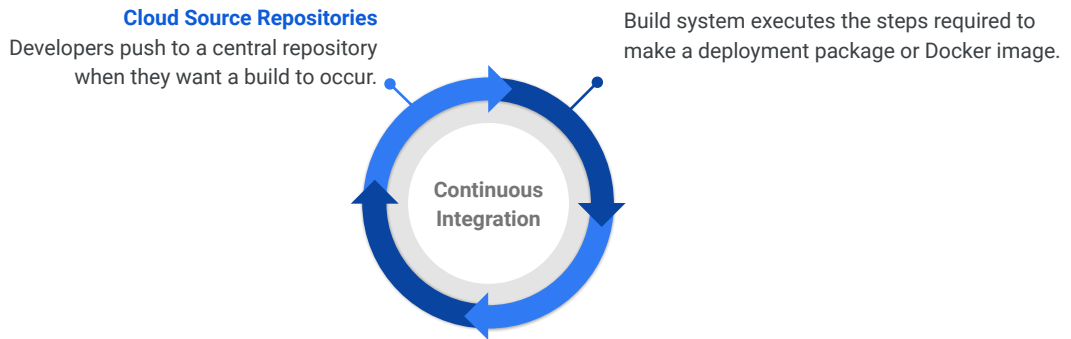 Cloud Source Repositories
Developers push to a central repository
when they want a build to occur.
Build system executes the steps required to
make a deployment package or Docker image.
Continuous
Integration